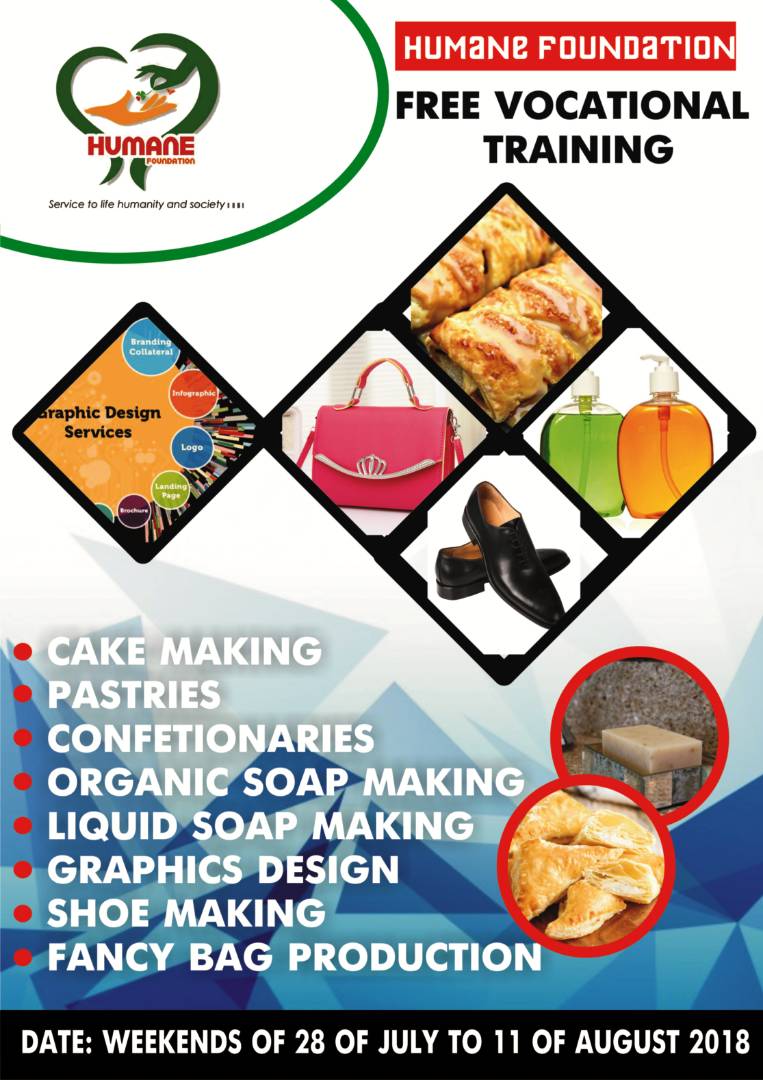 HUMANE
FOUNDATION
Service to life humanity and society
HUMANE FOUNDATION
FREE VOCATIONAL
TRAINING
Branding
Collateral
Infographic
raphic Design
Services
Logo
Landing
Page
Brochure
• CAKE MAKING
• PASTRIES
• CONFETIONARIES
• ORGANIC SOAP MAKING
• LIQUID SOAP MAKING
• GRAPHICS DESIGN
• SHOE MAKING
• FANCY BAG PRODUCTION
DATE: WEEKENDS OF 28 OF JULY TO 11 OF AUGUST 2018